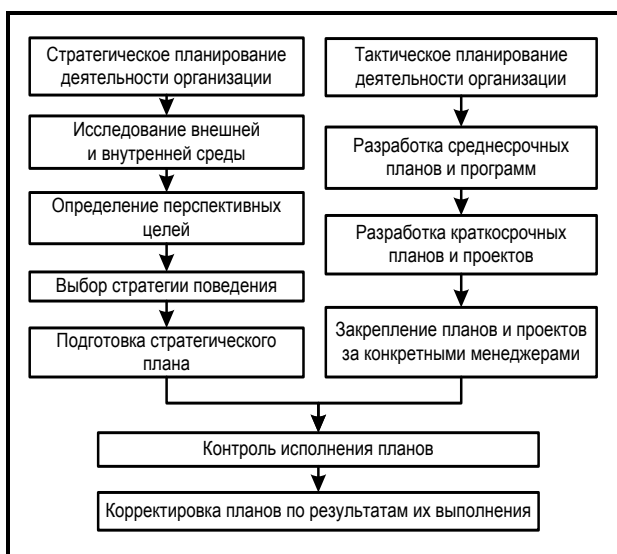 Стратегическое планирование
деятельности организации
Исследование внешней
и внутренней среды
Определение перспективных
целей
Выбор стратегии поведения
Подготовка стратегического
плана
Тактическое планирование
деятельности организации
Разработка среднесрочных
планов и программ
Разработка краткосрочных
планов и проектов
Закрепление планов и проектов
за конкретными менеджерами
Контроль исполнения планов
Корректировка планов по результатам их выполнения